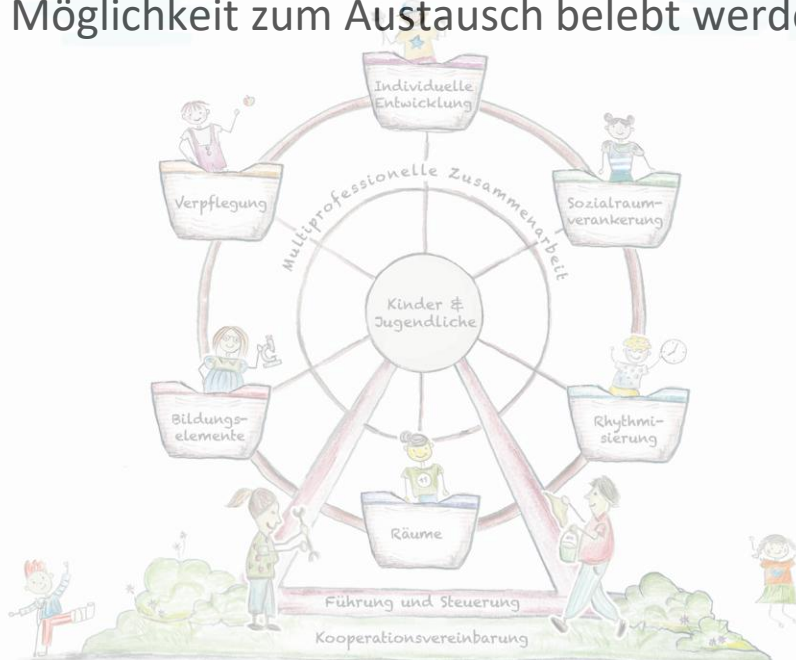 Möglichkeit zum Austausch belebt werde
Individuelle
Entwicklung
Verpflegung
Sozialraum-
verankerung
Multiprofessionelle Zusammenarbeit
Kinder &
Jugendliche
Bildungs-
elemente
Rhythmi-
sierung
Räume
Führung und Steuerung
Kooperationsvereinbarung